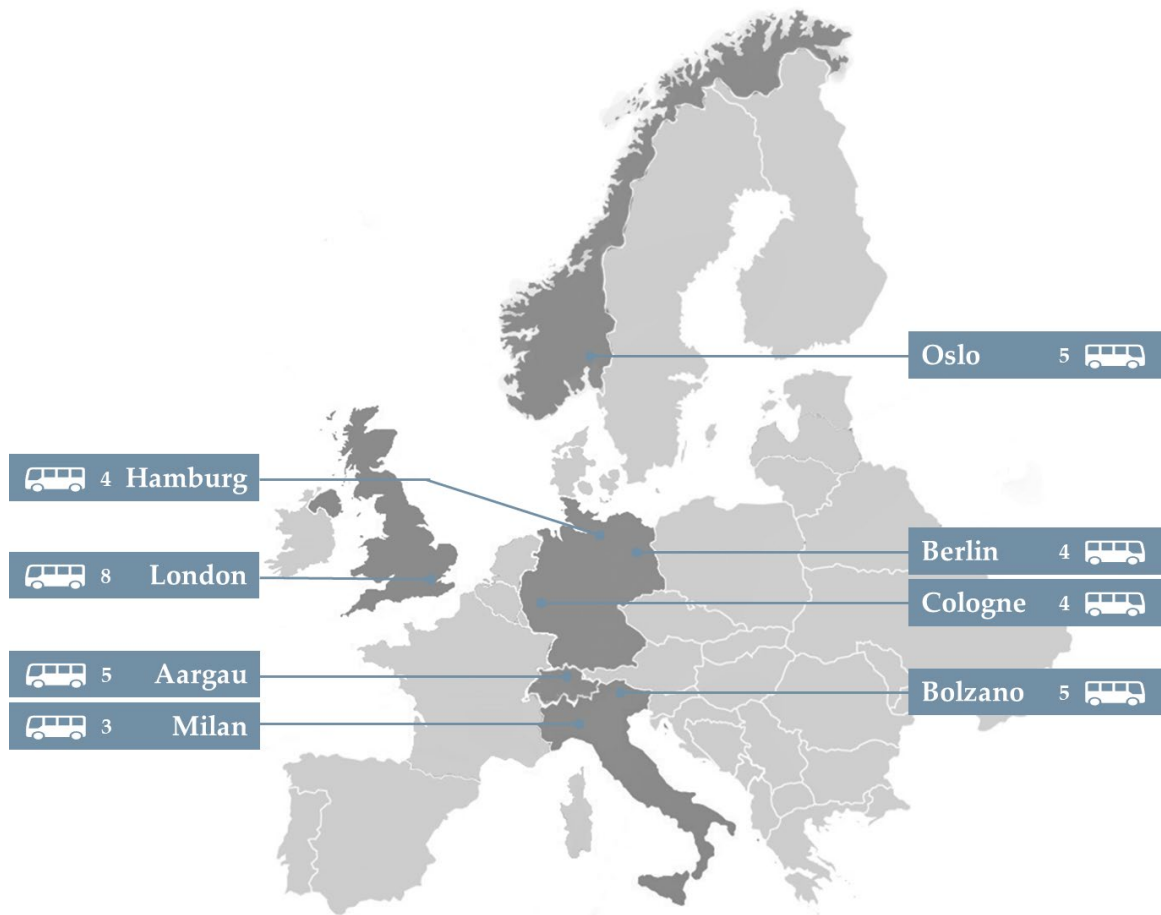 Oslo 5
4 Hamburg
8 London
Berlin 4
Cologne 4
5 Aargau
Bolzano 5
3 Milan